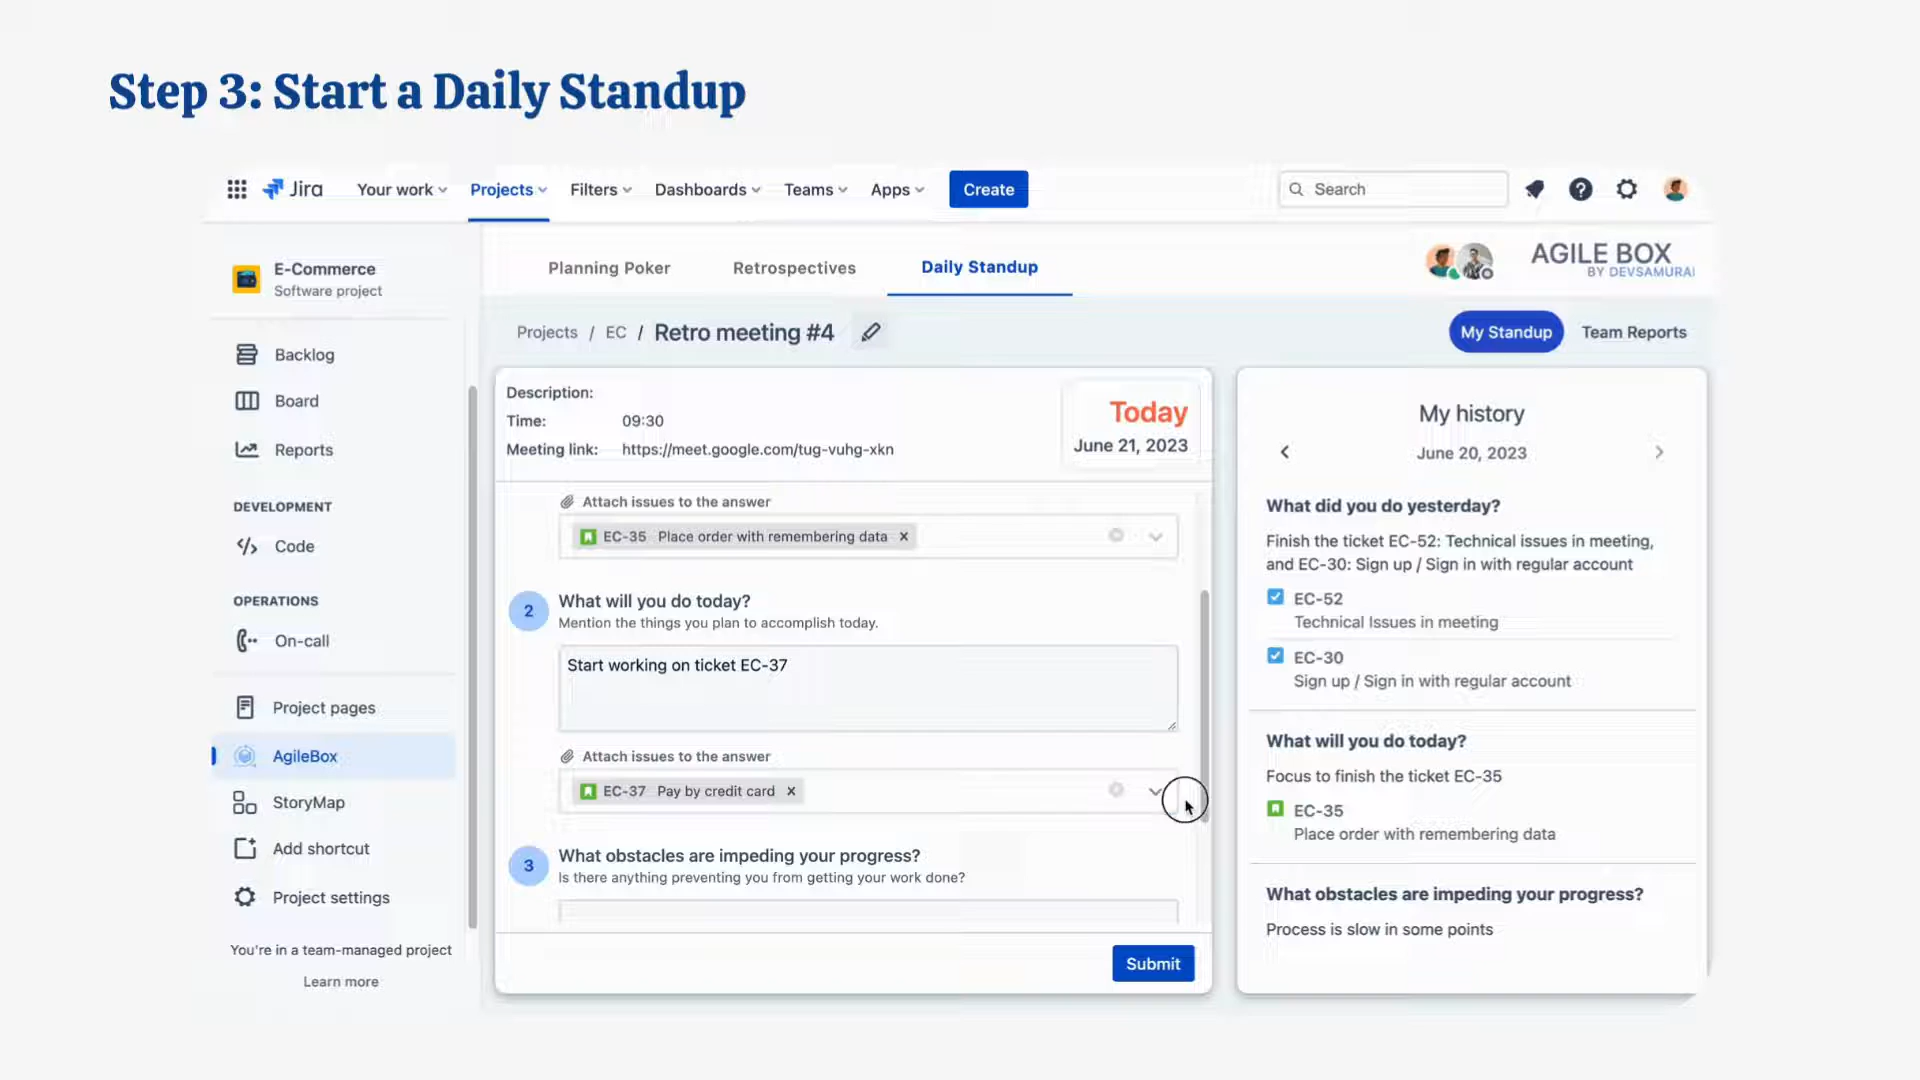 Step 3: Start a Daily Standup
Jira
Your work
Projects
Filters
Dashboards
Teams
Apps
Create
Search
E-Commerce
Software project
Backlog
Board
Reports
DEVELOPMENT
Code
OPERATIONS
On-call
Project pages
AgileBox
StoryMap
Add shortcut
Project settings
You're in a team-managed project
Learn more
Planning Poker
Retrospectives
Daily Standup
AGILE BOX
BY DEVSAMURAI
Projects / EC / Retro meeting #4
My Standup
Team Reports
Description:
Time: 09:30
Meeting link: https://meet.google.com/tug-vuhg-xkn
Today
June 21, 2023
Attach issues to the answer
EC-35 Place order with remembering data
2
What will you do today?
Mention the things you plan to accomplish today.
Start working on ticket EC-37
Attach issues to the answer
EC-37 Pay by credit card
3
What obstacles are impeding your progress?
Is there anything preventing you from getting your work done?
Submit
My history
June 20, 2023
What did you do yesterday?
Finish the ticket EC-52: Technical issues in meeting,
and EC-30: Sign up / Sign in with regular account
EC-52
Technical Issues in meeting
EC-30
Sign up / Sign in with regular account
What will you do today?
Focus to finish the ticket EC-35
EC-35
Place order with remembering data
What obstacles are impeding your progress?
Process is slow in some points